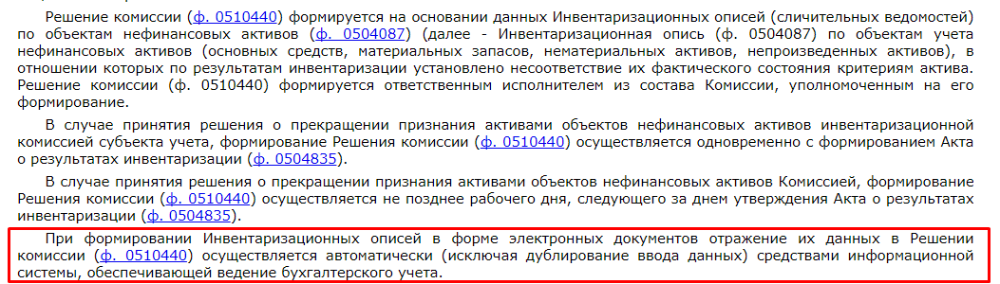 Решение комиссии (ф. 0510440) формируется на основании данных Инвентаризационных описей (сличительных ведомостей)
по объектам нефинансовых активов (ф. 0504087) (далее - Инвентаризационная опись (ф. 0504087) по объектам учета
нефинансовых активов (основных средств, материальных запасов, нематериальных активов, непроизведенных активов), в
отношении которых по результатам инвентаризации установлено несоответствие их фактического состояния критериям актива.
Решение комиссии (ф. 0510440) формируется ответственным исполнителем из состава Комиссии, уполномоченным на его
формирование.
В случае принятия решения о прекращении признания активами объектов нефинансовых активов инвентаризационной
комиссией субъекта учета, формирование Решения комиссии (ф. 0510440) осуществляется одновременно с формированием Акта
о результатах инвентаризации (ф. 0504835).
В случае принятия решения о прекращении признания активами объектов нефинансовых активов Комиссией, формирование
Решения комиссии (ф. 0510440) осуществляется не позднее рабочего дня, следующего за днем утверждения Акта о результатах
инвентаризации (ф. 0504835).
При формировании Инвентаризационных описей в форме электронных документов отражение их данных в Решении
комиссии (ф. 0510440) осуществляется автоматически (исключая дублирование ввода данных) средствами информационной
системы, обеспечивающей ведение бухгалтерского учета.